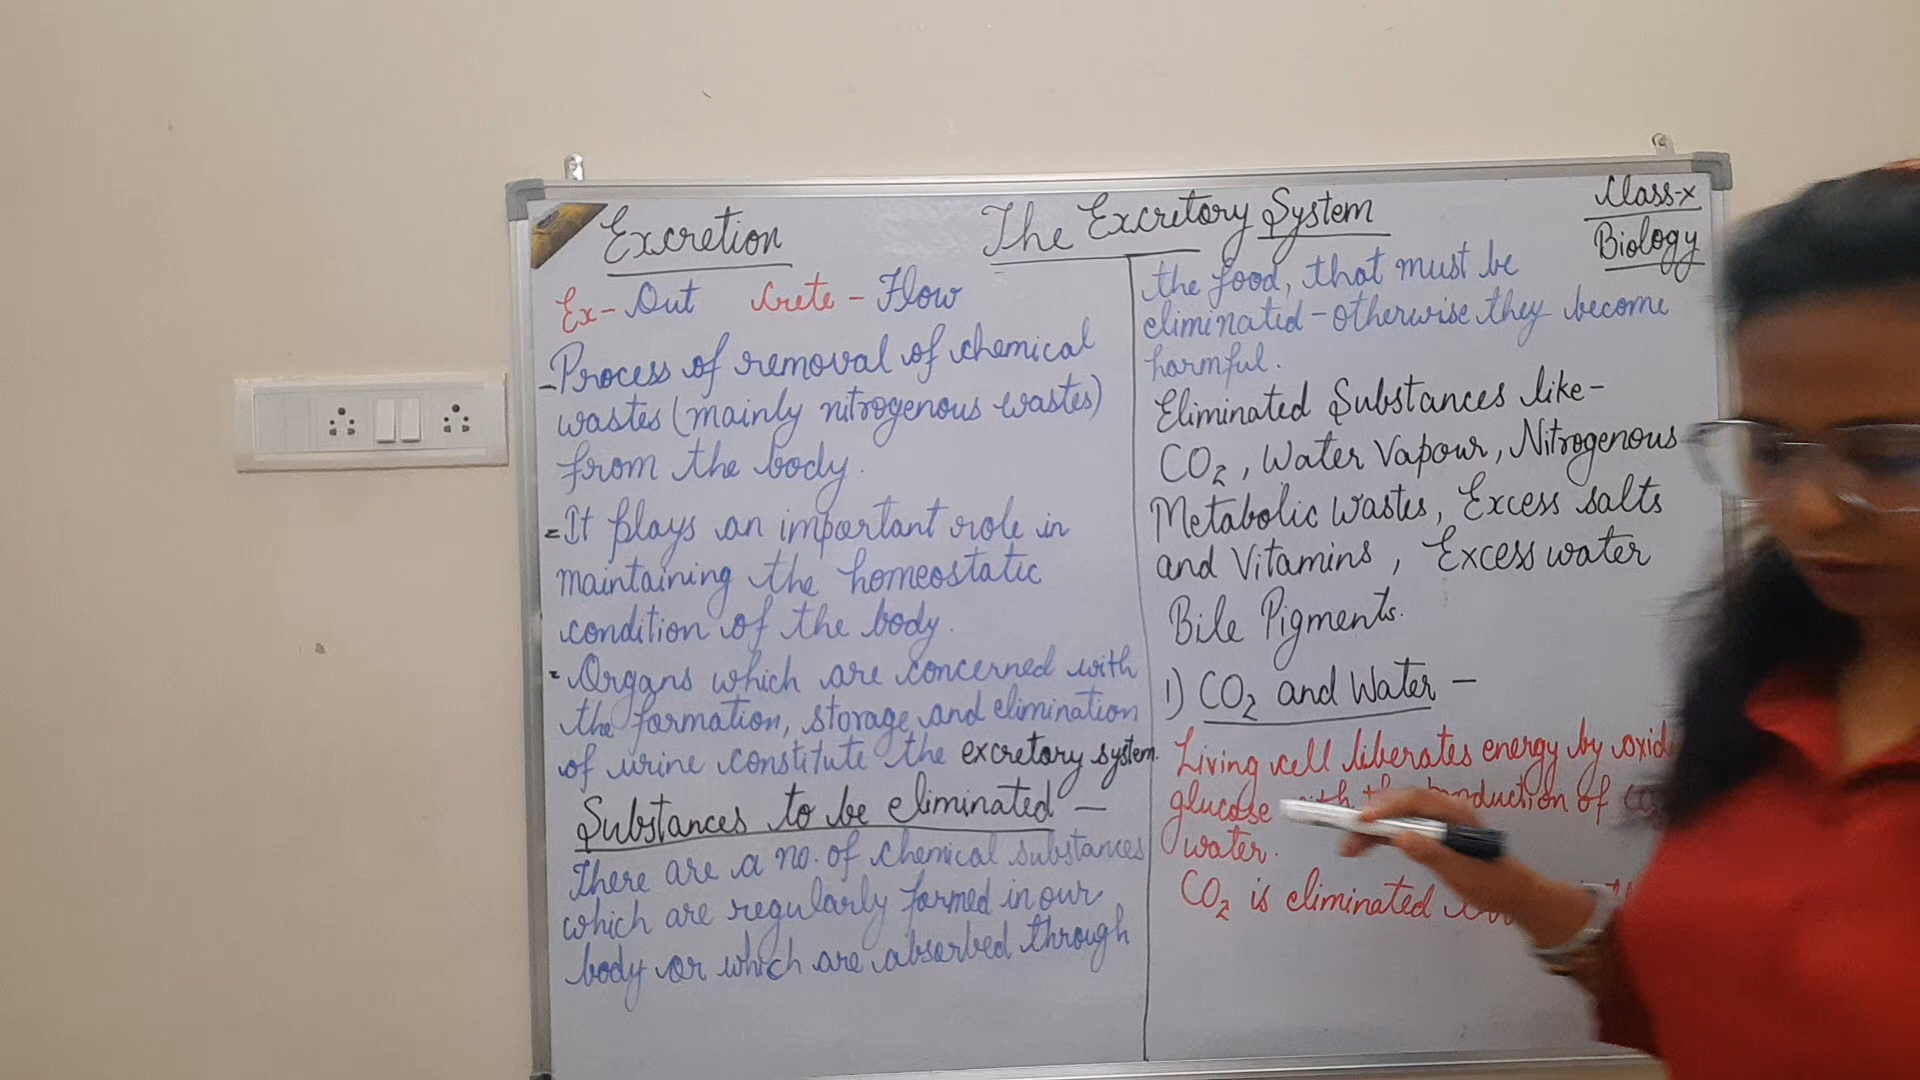 The Excretory System
Class-x
Biology
Excretion
Ex- Out Crete - Flow
- Process of removal of chemical
wastes (mainly nitrogenous wastes)
from the body.
= It plays an important role in
maintaining the homeostatic
condition of the body.
= Organs which are concerned with
the formation, storage and elimination
of urine constitute the excretory system.
Substances to be eliminated -
There are a no. of chemical substances
which are regularly formed in our
body or which are absorbed through
the food, that must be
eliminated - otherwise they become
harmful.
Eliminated Substances like -
CO₂, Water Vapour, Nitrogenous
Metabolic Wastes, Excess salts
and Vitamins, Excess water
Bile Pigments.
1) CO₂ and Water -
Living cell liberates energy by
glucose of
water.
CO₂ is eliminated